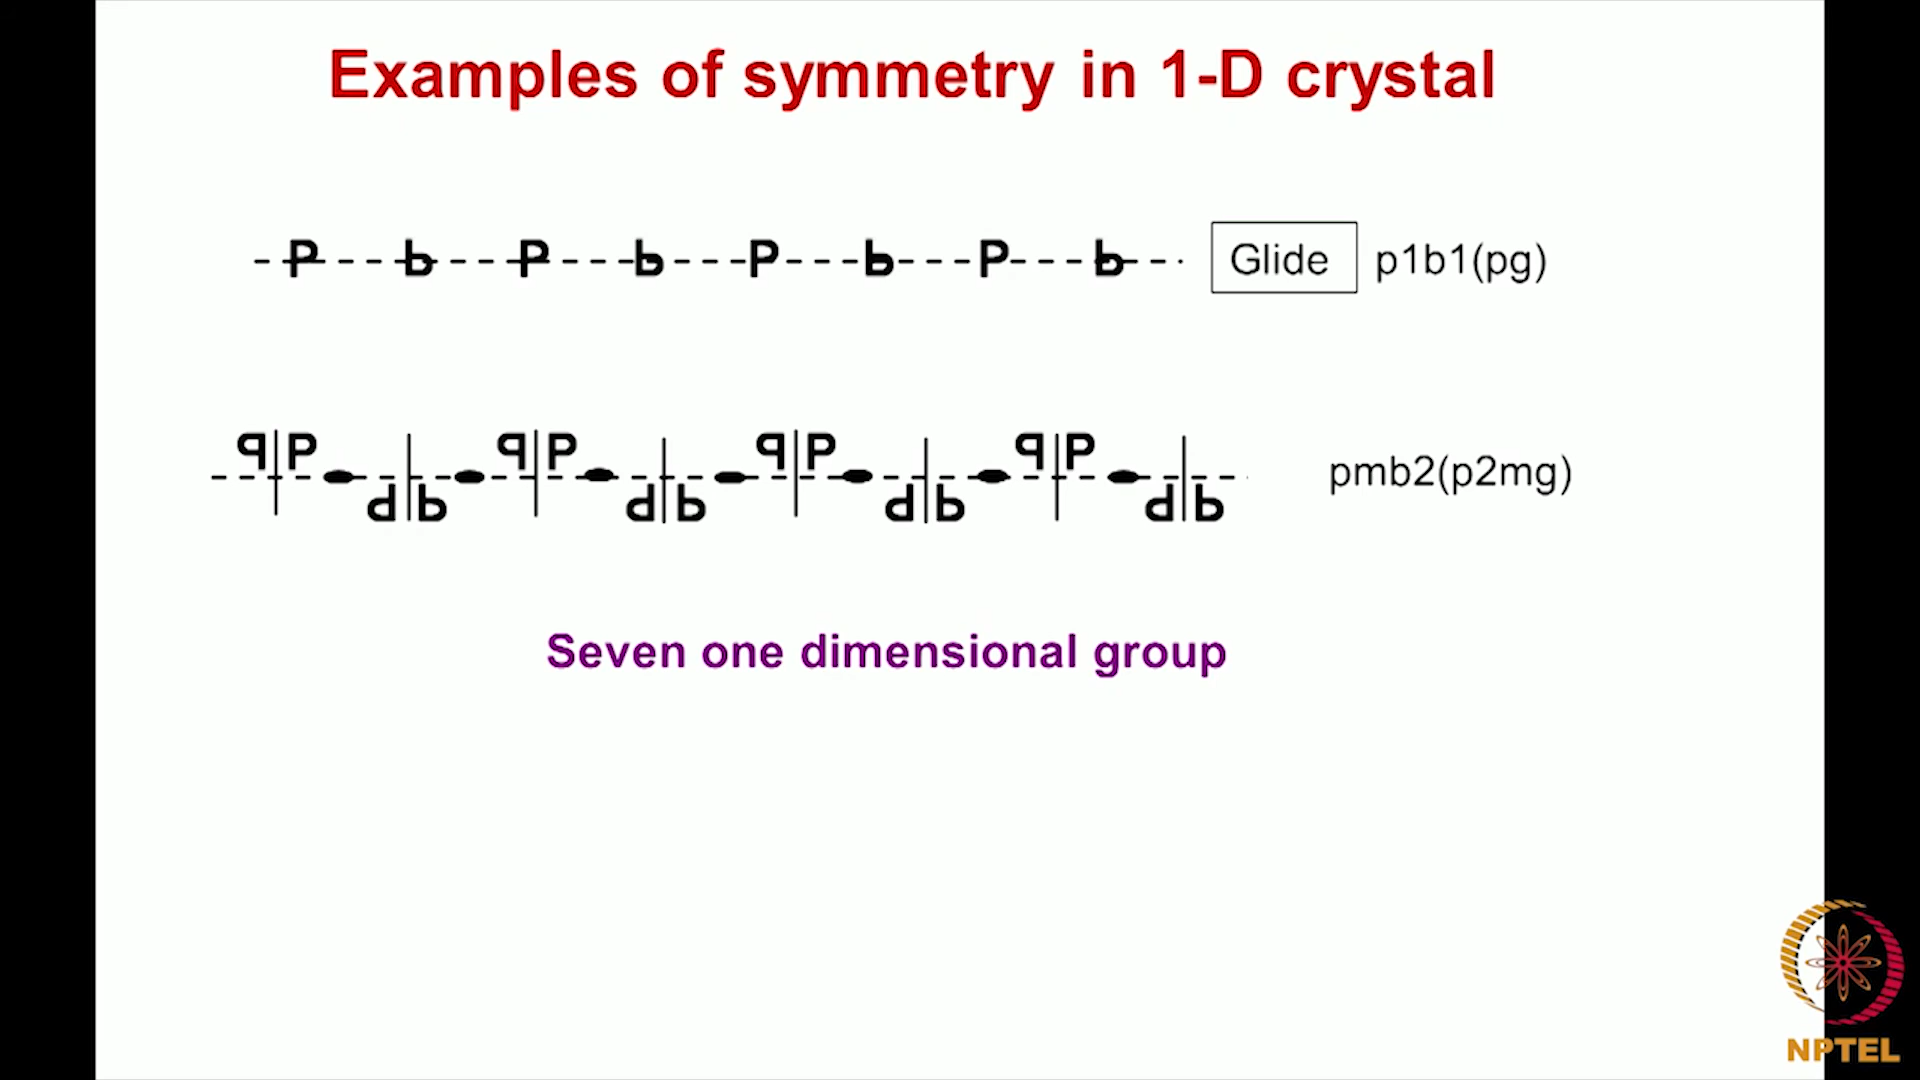 Examples of symmetry in 1-D crystal
P b P b P b P b Glide p1b1(pg)
ꟼ P ꟼ P ꟼ P ꟼ P
d b d b d b d b pmb2(p2mg)
Seven one dimensional group
NPTEL